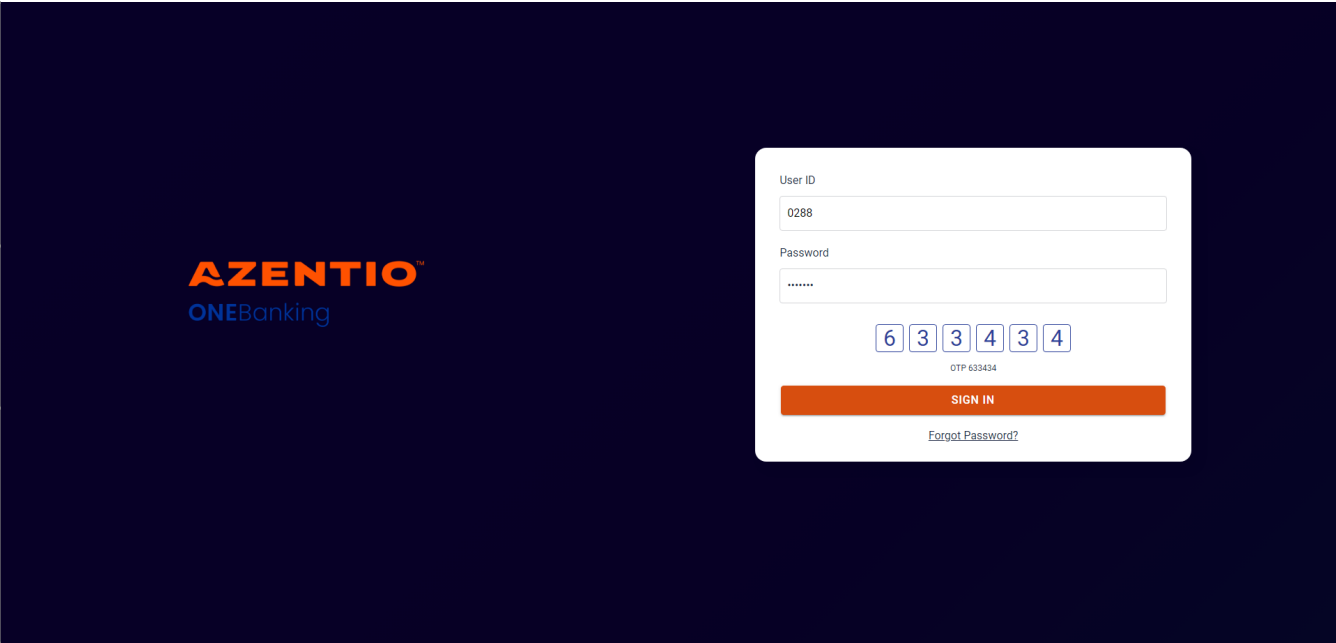 AZENTIO™
ONEBanking
User ID
0288
Password
•••••••
6 3 3 4 3 4
OTP 633434
SIGN IN
Forgot Password?